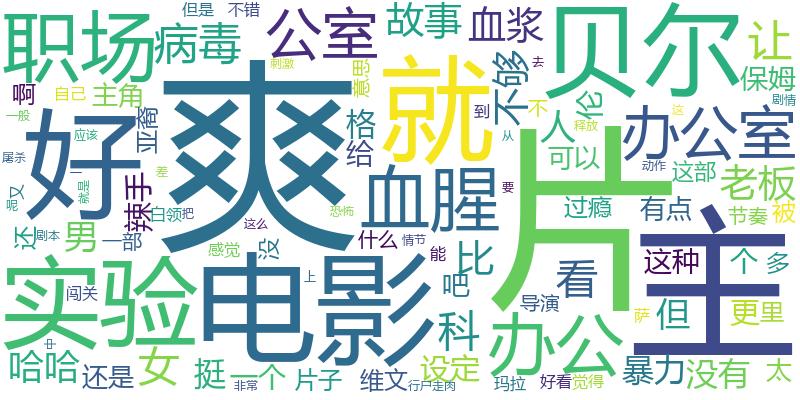 但是 不错 故事 血浆 贝尔 让
职场 病毒 公室 刺激 去
保姆 剧情
啊 自己 主角 意思 就 不够 不 伦
一般 好 应该 亚裔 爽 格 到 人 办公室 这
屠杀 给 从 释放 可以 动作 这部 老板
又 就是 一 辣手 差 血腥 片 过瘾 有点 节奏 被
白领 把 恐怖 要 主
还 剧本 男 一部 感觉 这么 没 什么 情节 能 比 看 这种 个 多
实验 闯关 电影 上 吧 导演 萨 但 更 里
中 科 办公
哈哈 还是 女 挺 一个 片子 维文 设定 暴力 没有 太
非常 行尸走肉 玛拉 好看 觉得